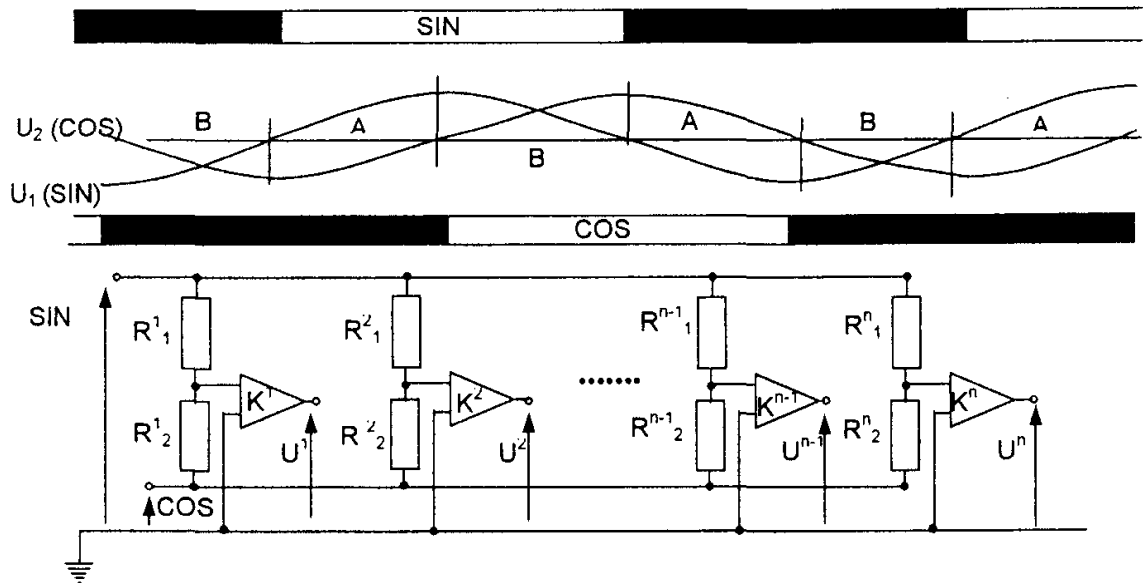 SIN
U₂ (COS) B A B A B A
U₁ (SIN)
COS
SIN
R¹₁ R²₁ Rⁿ⁻¹₁ Rⁿ₁
K¹ K² ....... Kⁿ⁻¹ Kⁿ
R¹₂ R²₂ Rⁿ⁻¹₂ Rⁿ₂
U¹ U² Uⁿ⁻¹ Uⁿ
COS